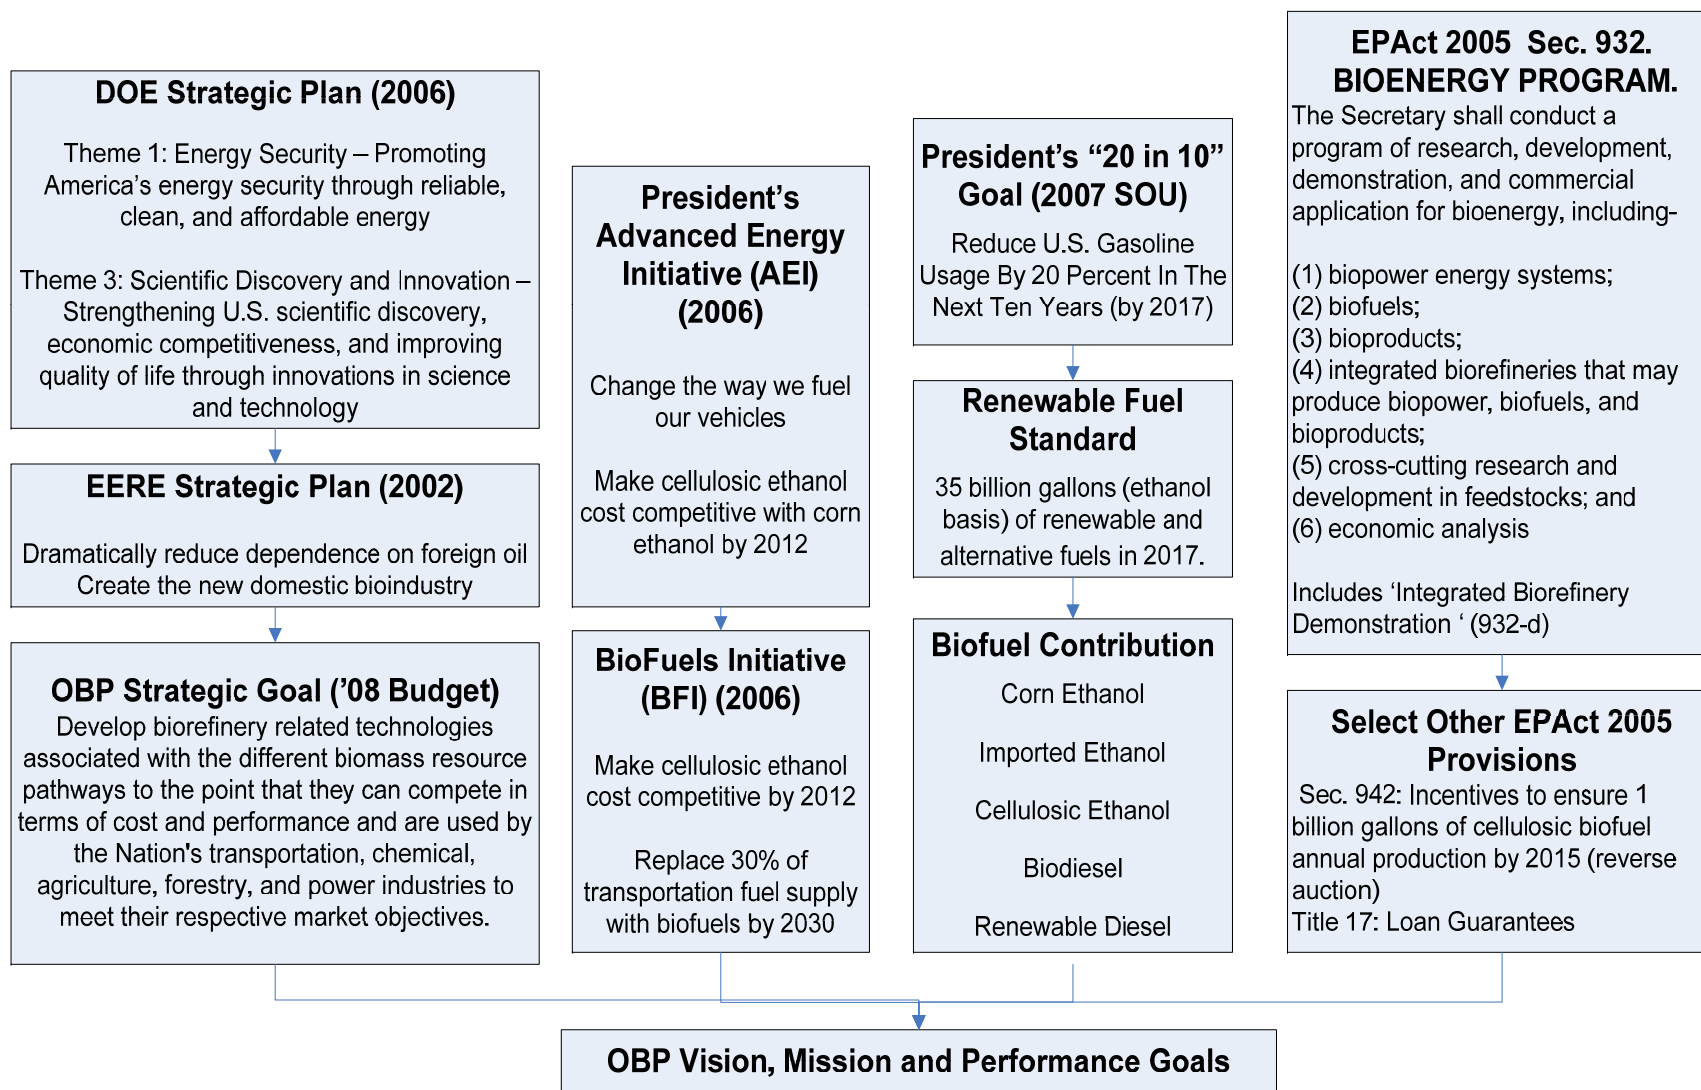 DOE Strategic Plan (2006)
Theme 1: Energy Security – Promoting
America's energy security through reliable,
clean, and affordable energy
Theme 3: Scientific Discovery and Innovation –
Strengthening U.S. scientific discovery,
economic competitiveness, and improving
quality of life through innovations in science
and technology
EERE Strategic Plan (2002)
Dramatically reduce dependence on foreign oil
Create the new domestic bioindustry
OBP Strategic Goal ('08 Budget)
Develop biorefinery related technologies
associated with the different biomass resource
pathways to the point that they can compete in
terms of cost and performance and are used by
the Nation's transportation, chemical,
agriculture, forestry, and power industries to
meet their respective market objectives.
President's
Advanced Energy
Initiative (AEI)
(2006)
Change the way we fuel
our vehicles
Make cellulosic ethanol
cost competitive with corn
ethanol by 2012
BioFuels Initiative
(BFI) (2006)
Make cellulosic ethanol
cost competitive by 2012
Replace 30% of
transportation fuel supply
with biofuels by 2030
President's “20 in 10”
Goal (2007 SOU)
Reduce U.S. Gasoline
Usage By 20 Percent In The
Next Ten Years (by 2017)
Renewable Fuel
Standard
35 billion gallons (ethanol
basis) of renewable and
alternative fuels in 2017.
Biofuel Contribution
Corn Ethanol
Imported Ethanol
Cellulosic Ethanol
Biodiesel
Renewable Diesel
EPAct 2005  Sec. 932.
BIOENERGY PROGRAM.
The Secretary shall conduct a
program of research, development,
demonstration, and commercial
application for bioenergy, including-
(1) biopower energy systems;
(2) biofuels;
(3) bioproducts;
(4) integrated biorefineries that may
produce biopower, biofuels, and
bioproducts;
(5) cross-cutting research and
development in feedstocks; and
(6) economic analysis
Includes ‘Integrated Biorefinery
Demonstration ‘ (932-d)
Select Other EPAct 2005
Provisions
Sec. 942: Incentives to ensure 1
billion gallons of cellulosic biofuel
annual production by 2015 (reverse
auction)
Title 17: Loan Guarantees
OBP Vision, Mission and Performance Goals